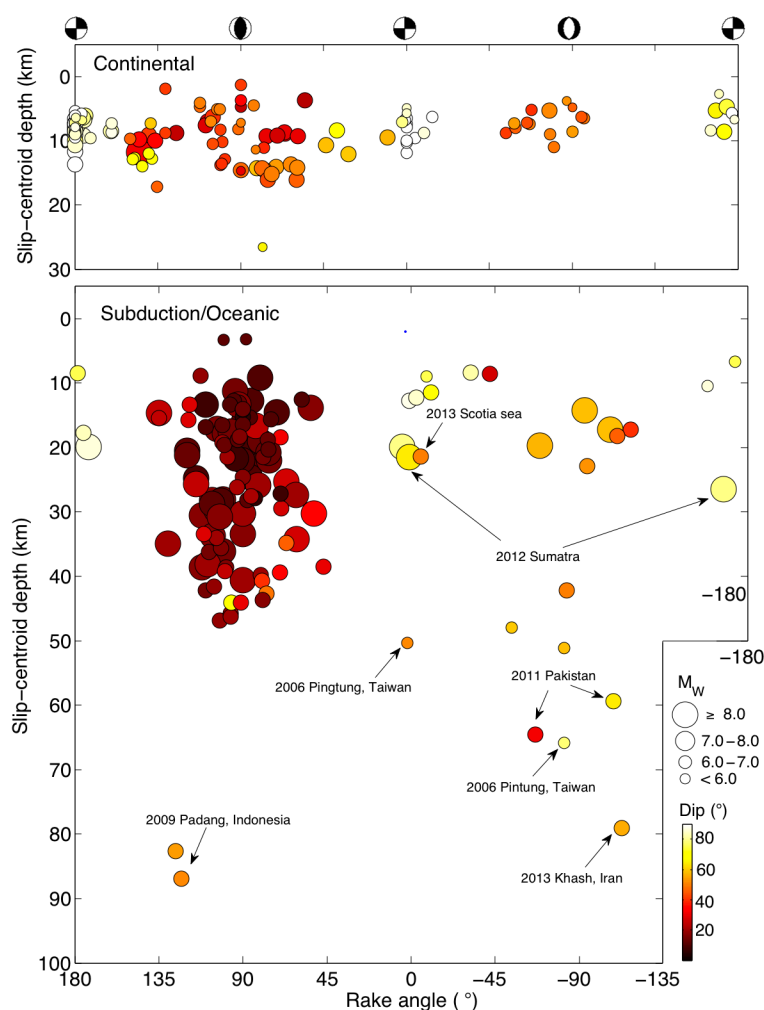 Continental
Slip-centroid depth (km)
0
10
20
30
Subduction/Oceanic
Slip-centroid depth (km)
0
10
20
30
40
50
60
70
80
90
100
2013 Scotia sea
2012 Sumatra
-180
-180
2006 Pingtung, Taiwan
2011 Pakistan
2006 Pintung, Taiwan
2009 Padang, Indonesia
2013 Khash, Iran
MW
≥ 8.0
7.0-8.0
6.0-7.0
< 6.0
Dip (°)
80
60
40
20
180 135 90 45 0 -45 -90 -135
Rake angle ( °)